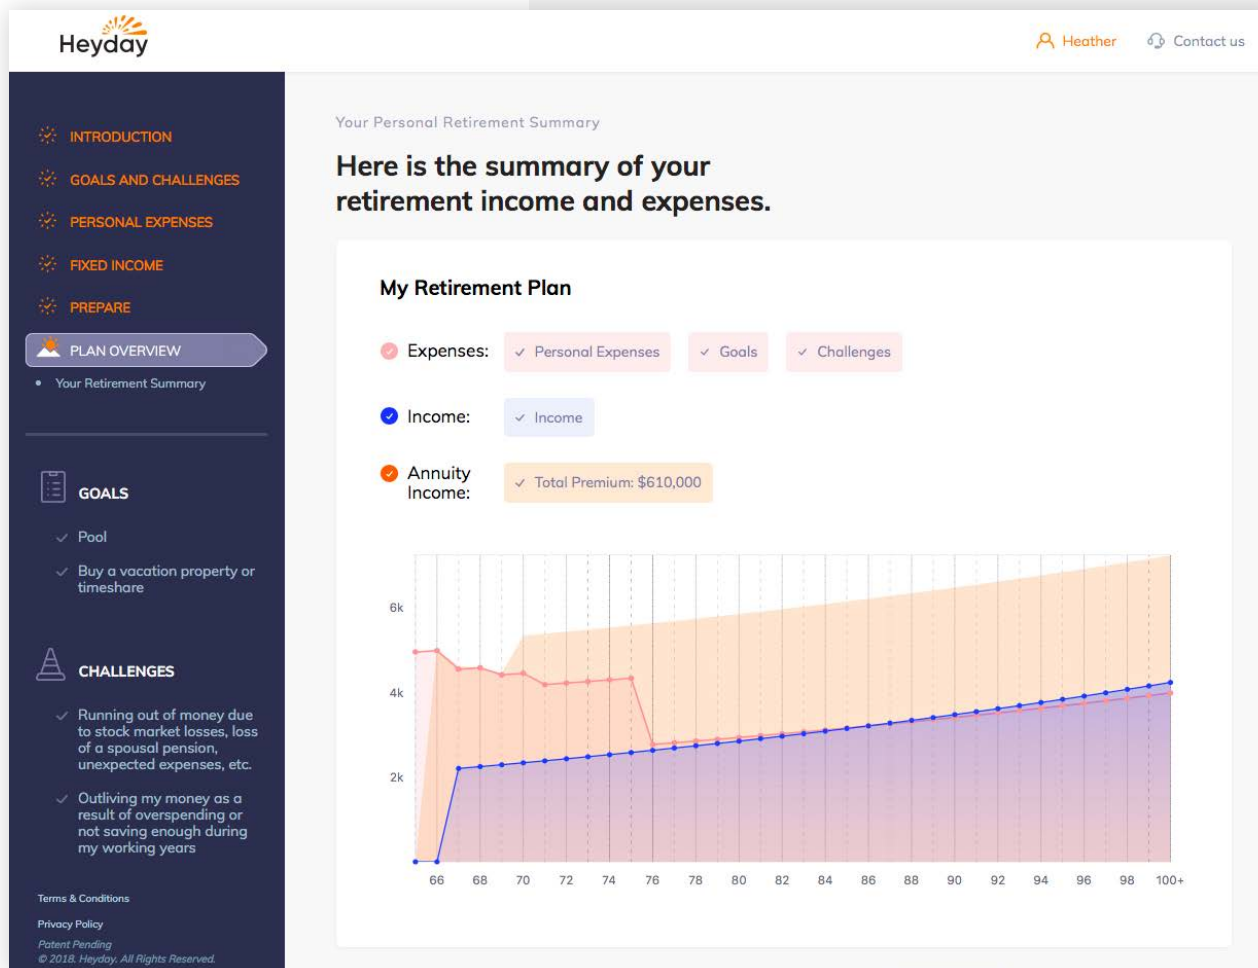 Heyday
Heather
Contact us
INTRODUCTION
GOALS AND CHALLENGES
PERSONAL EXPENSES
FIXED INCOME
PREPARE
PLAN OVERVIEW
Your Retirement Summary
GOALS
Pool
Buy a vacation property or
timeshare
CHALLENGES
Running out of money due
to stock market losses, loss
of a spousal pension,
unexpected expenses, etc.
Outliving my money as a
result of overspending or
not saving enough during
my working years
Terms & Conditions
Privacy Policy
Patent Pending
© 2018. Heyday. All Rights Reserved.
Your Personal Retirement Summary
Here is the summary of your
retirement income and expenses.
My Retirement Plan
Expenses: Personal Expenses Goals Challenges
Income: Income
Annuity
Income:
Total Premium: $610,000
6k
4k
2k
66 68 70 72 74 76 78 80 82 84 86 88 90 92 94 96 98 100+